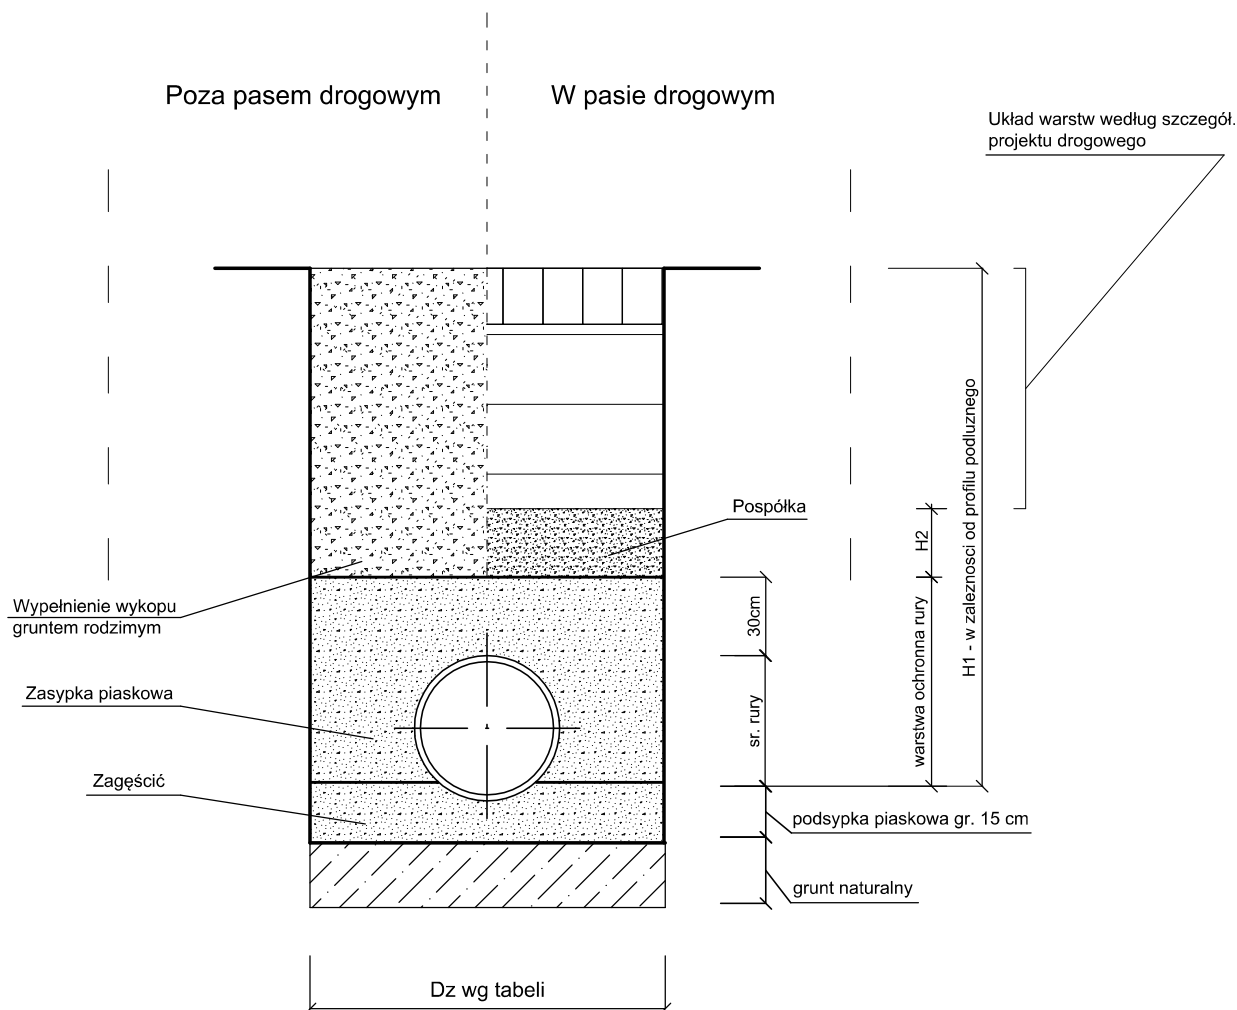 Poza pasem drogowym
W pasie drogowym
Układ warstw według szczegół.
projektu drogowego
Pospółka
H2
H1 - w zaleznosci od profilu podluznego
Wypełnienie wykopu
gruntem rodzimym
30cm
warstwa ochronna rury
Zasypka piaskowa
sr. rury
Zagęścić
podsypka piaskowa gr. 15 cm
grunt naturalny
Dz wg tabeli